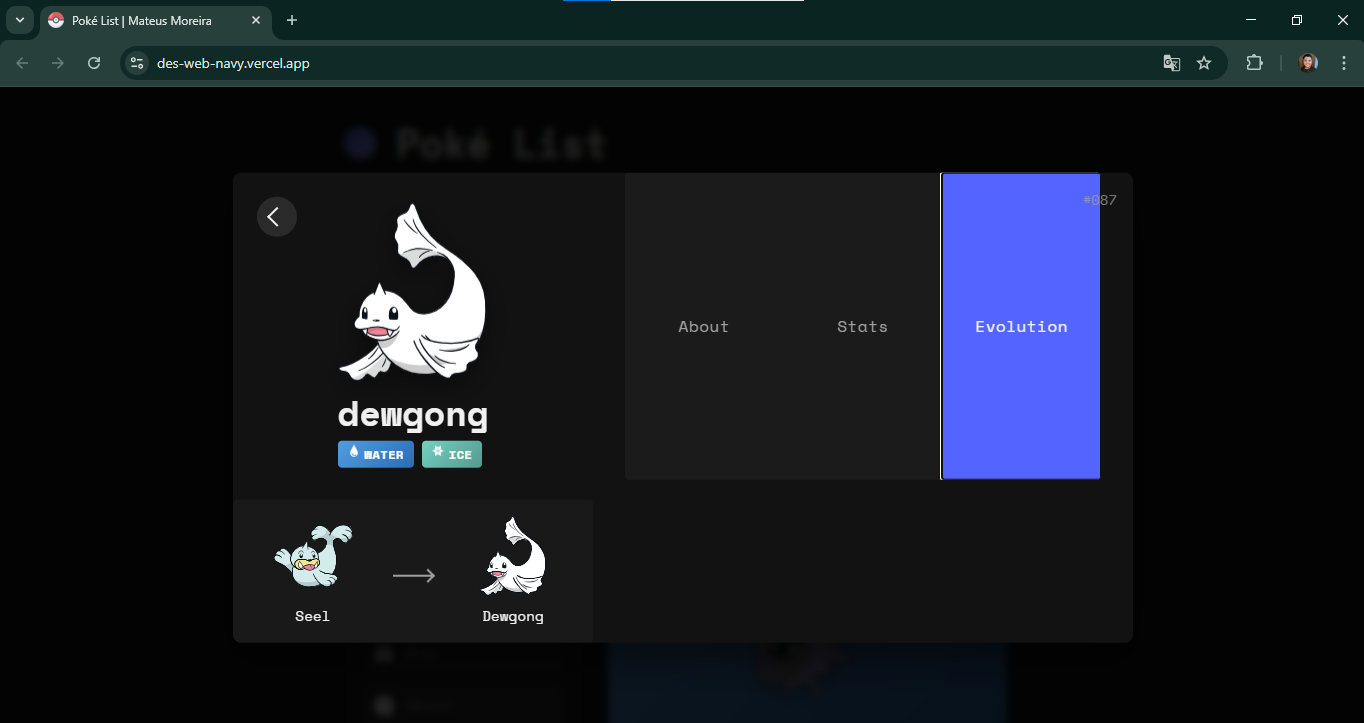 Poké List | Mateus Moreira
des-web-navy.vercel.app
Poké List
#087
About
Stats
Evolution
dewgong
WATER
ICE
Seel
Dewgong